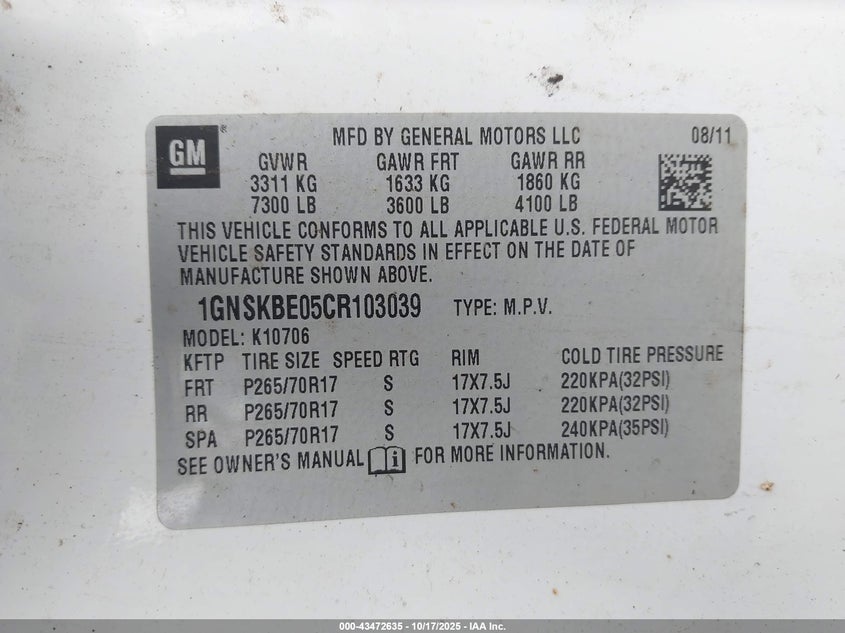 GM ® MFD BY GENERAL MOTORS LLC 08/11
GVWR GAWR FRT GAWR RR
3311 KG 1633 KG 1860 KG
7300 LB 3600 LB 4100 LB
THIS VEHICLE CONFORMS TO ALL APPLICABLE U.S. FEDERAL MOTOR
VEHICLE SAFETY STANDARDS IN EFFECT ON THE DATE OF
MANUFACTURE SHOWN ABOVE.
1GNSKBE05CR103039 TYPE: M.P.V.
MODEL: K10706
KFTP TIRE SIZE SPEED RTG RIM COLD TIRE PRESSURE
FRT P265/70R17 S 17X7.5J 220KPA(32PSI)
RR P265/70R17 S 17X7.5J 220KPA(32PSI)
SPA P265/70R17 S 17X7.5J 240KPA(35PSI)
SEE OWNER'S MANUAL i FOR MORE INFORMATION.
000-43472635 - 10/17/2025 - IAA Inc.